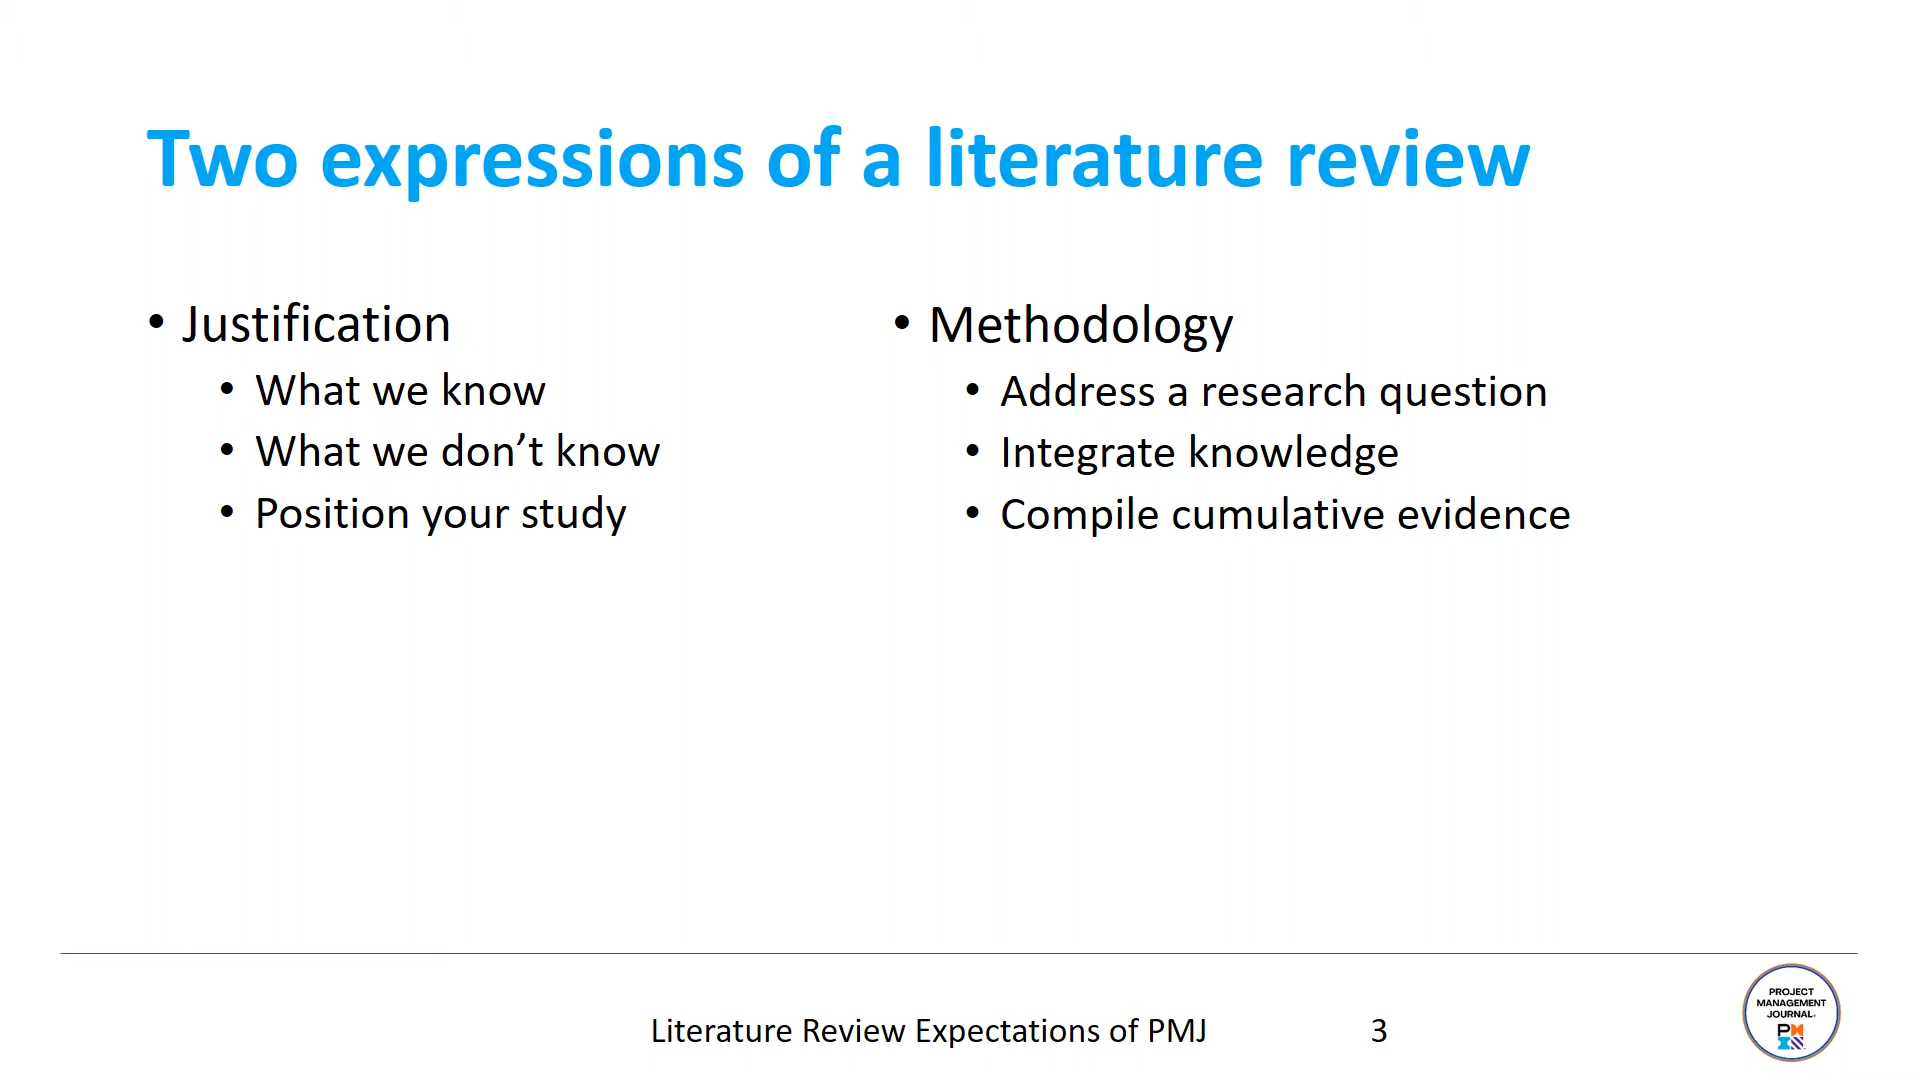 Two expressions of a literature review
• Justification
• What we know
• What we don’t know
• Position your study
• Methodology
• Address a research question
• Integrate knowledge
• Compile cumulative evidence
Literature Review Expectations of PMJ
3
PROJECT
MANAGEMENT
JOURNAL
PM